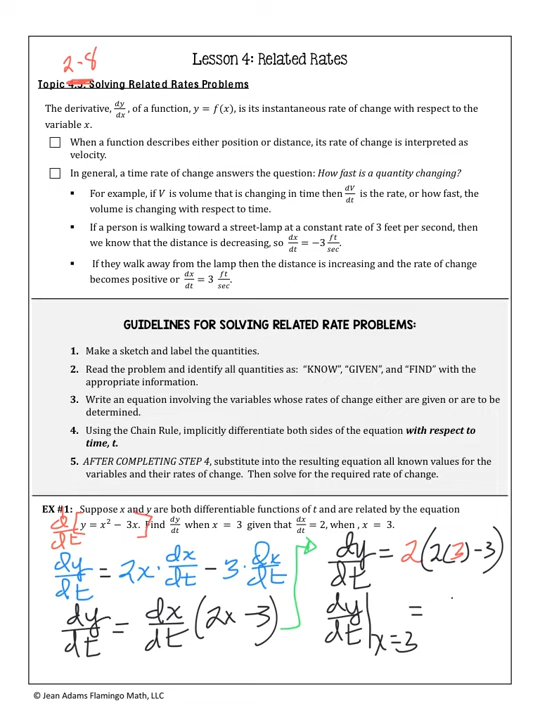 Lesson 4: Related Rates
2-8
Topic 4.5: Solving Related Rates Problems
The derivative, dy/dx, of a function, y = f(x), is its instantaneous rate of change with respect to the
variable x.
☐ When a function describes either position or distance, its rate of change is interpreted as
velocity.
☐ In general, a time rate of change answers the question: How fast is a quantity changing?
▪ For example, if V is volume that is changing in time then dV/dt is the rate, or how fast, the
volume is changing with respect to time.
▪ If a person is walking toward a street-lamp at a constant rate of 3 feet per second, then
we know that the distance is decreasing, so dx/dt = −3 ft/sec.
▪ If they walk away from the lamp then the distance is increasing and the rate of change
becomes positive or dx/dt = 3 ft/sec.
GUIDELINES FOR SOLVING RELATED RATE PROBLEMS:
1. Make a sketch and label the quantities.
2. Read the problem and identify all quantities as: "KNOW", "GIVEN", and "FIND" with the
appropriate information.
3. Write an equation involving the variables whose rates of change either are given or are to be
determined.
4. Using the Chain Rule, implicitly differentiate both sides of the equation with respect to
time, t.
5. AFTER COMPLETING STEP 4, substitute into the resulting equation all known values for the
variables and their rates of change. Then solve for the required rate of change.
EX #1: Suppose x and y are both differentiable functions of t and are related by the equation
d/dt [y = x² − 3x. ] Find dy/dt when x = 3 given that dx/dt = 2, when , x = 3.
dy/dt = 2x · dx/dt − 3 · dx/dt
dy/dt = dx/dt (2x − 3)
dy/dt = 2(2(3) − 3)
dy/dt | x=3 =
© Jean Adams Flamingo Math, LLC